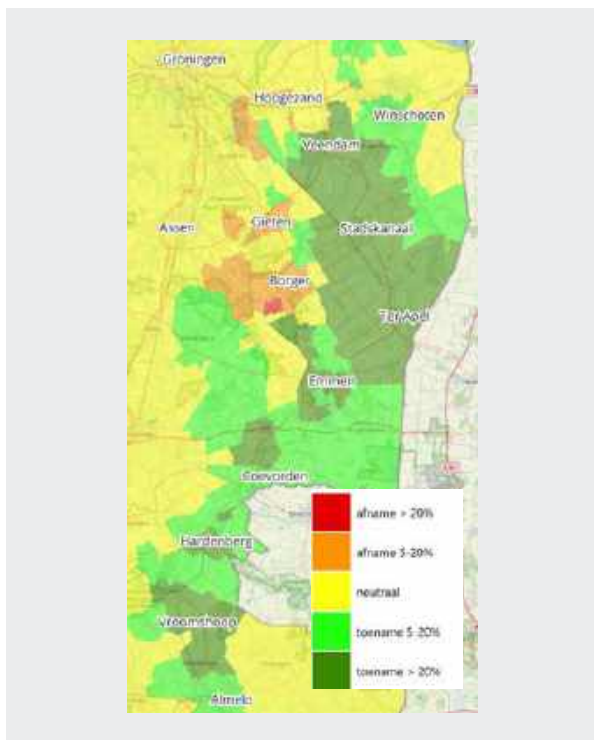 Groningen
Hoogezand
Winschoten
Veendam
Gieten
Assen
Stadskanaal
Borger
Ter Apel
Emmen
Coevorden
Hardenberg
Vroomshoop
Almelo
afname > 20%
afname 5-20%
neutraal
toename 5-20%
toename > 20%